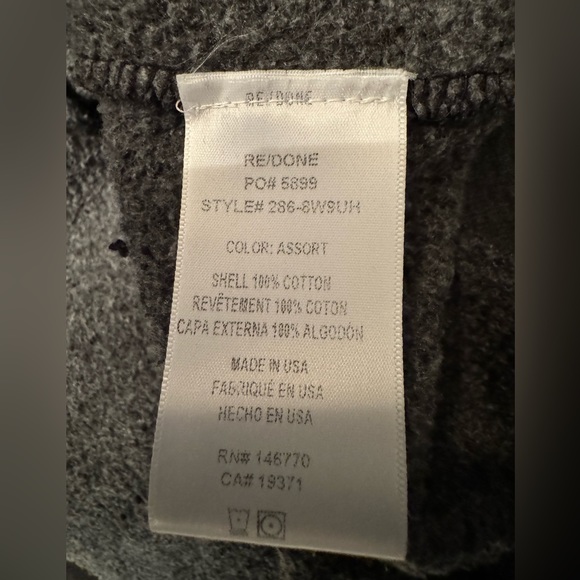 RE/DONE
RE/DONE
PO# 5899
STYLE# 286-8W9UH
COLOR: ASSORT
SHELL 100% COTTON
REVÊTEMENT 100% COTON
CAPA EXTERNA 100% ALGODÓN
MADE IN USA
FABRIQUÉ EN USA
HECHO EN USA
RN# 146770
CA# 19371